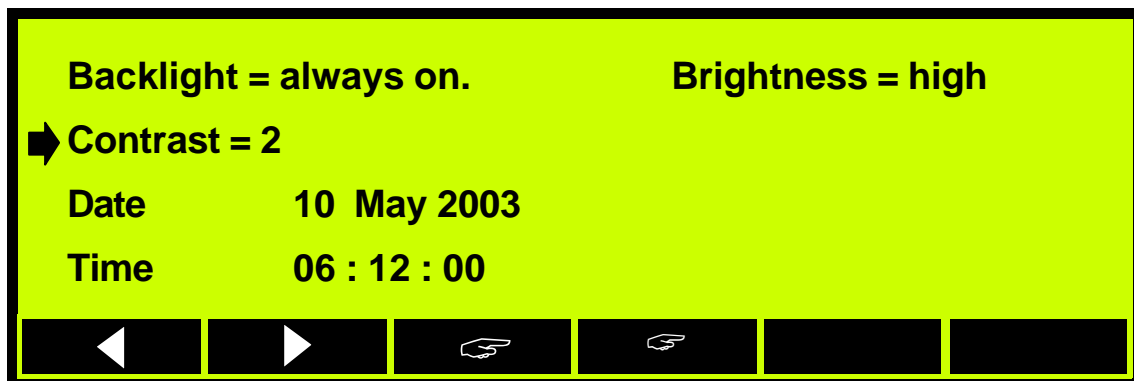 Backlight = always on. Brightness = high
Contrast = 2
Date 10 May 2003
Time 06 : 12 : 00